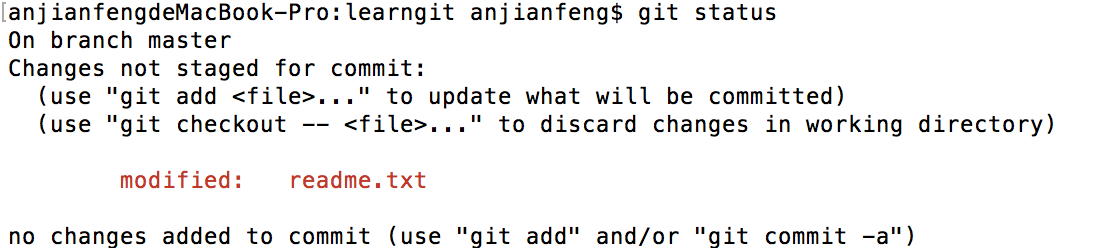 [anjianfengdeMacBook-Pro:learngit anjianfeng$ git status
On branch master
Changes not staged for commit:
  (use "git add <file>..." to update what will be committed)
  (use "git checkout -- <file>..." to discard changes in working directory)
        modified:   readme.txt
no changes added to commit (use "git add" and/or "git commit -a")